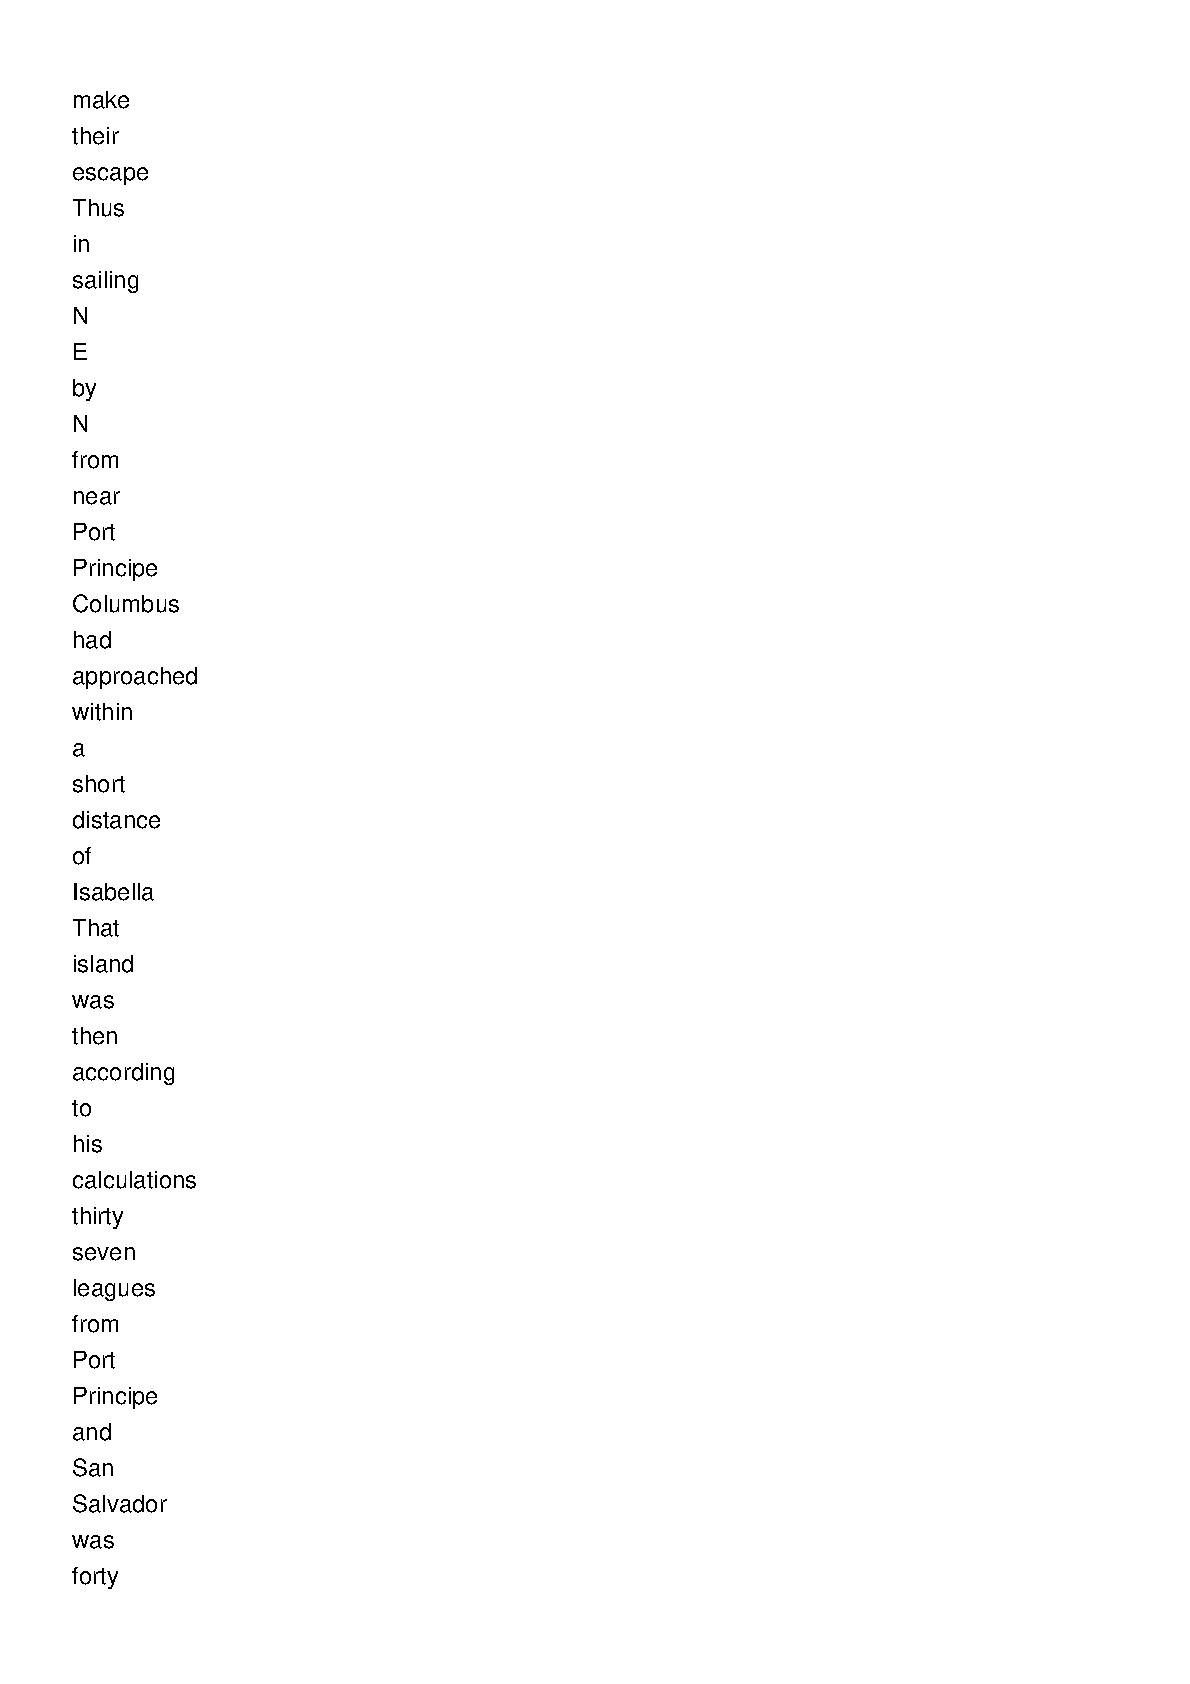 make
their
escape
Thus
in
sailing
N
E
by
N
from
near
Port
Principe
Columbus
had
approached
within
a
short
distance
of
Isabella
That
island
was
then
according
to
his
calculations
thirty
seven
leagues
from
Port
Principe
and
San
Salvador
was
forty